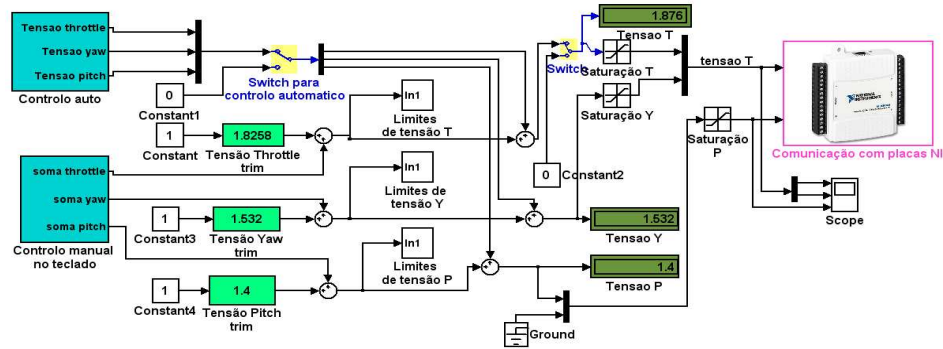 Tensao throttle
Tensao yaw
Tensao pitch
Controlo auto
0
Constant1
1
Constant
Switch para
controlo automatico
1.8258
Tensão Throttle
trim
In1
Limites
de tensão T
1.876
Tensao T
Switch
Saturação T
Saturação Y
0
Constant2
tensao T
Saturação
P
NATIONAL
INSTRUMENTS
Comunicação com placas NI
Scope
soma throttle
soma yaw
soma pitch
Controlo manual
no teclado
1
Constant3
1.532
Tensão Yaw
trim
In1
Limites de
tensão Y
1.532
Tensao Y
1
Constant4
1.4
Tensão Pitch
trim
In1
Limites
de tensão P
1.4
Tensao P
Ground